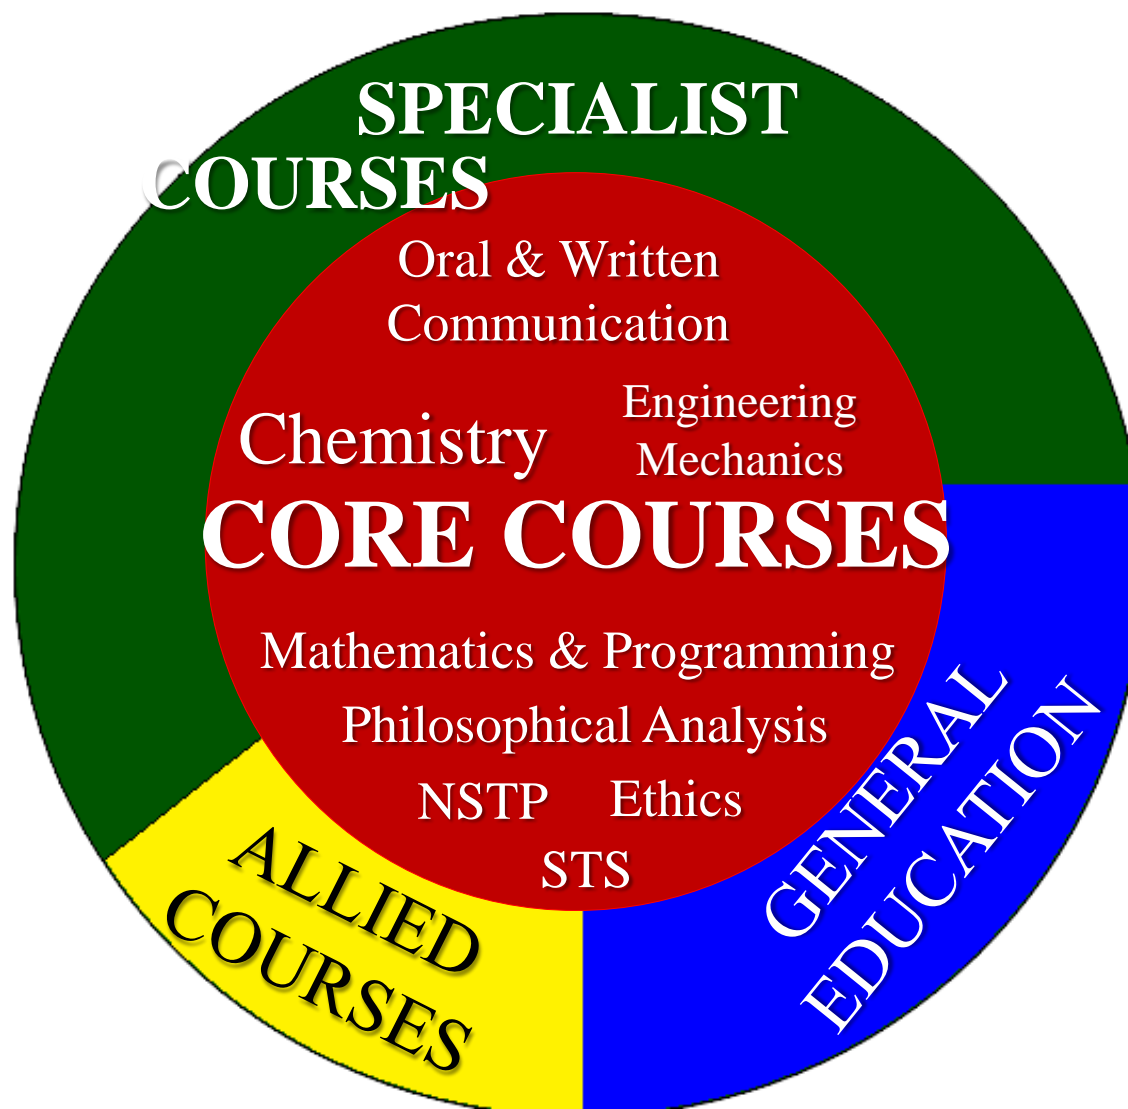 SPECIALIST
COURSES
Oral & Written
Communication
Engineering
Mechanics
Chemistry
CORE COURSES
Mathematics & Programming
Philosophical Analysis
NSTP
Ethics
STS
GENERAL
EDUCATION
ALLIED
COURSES